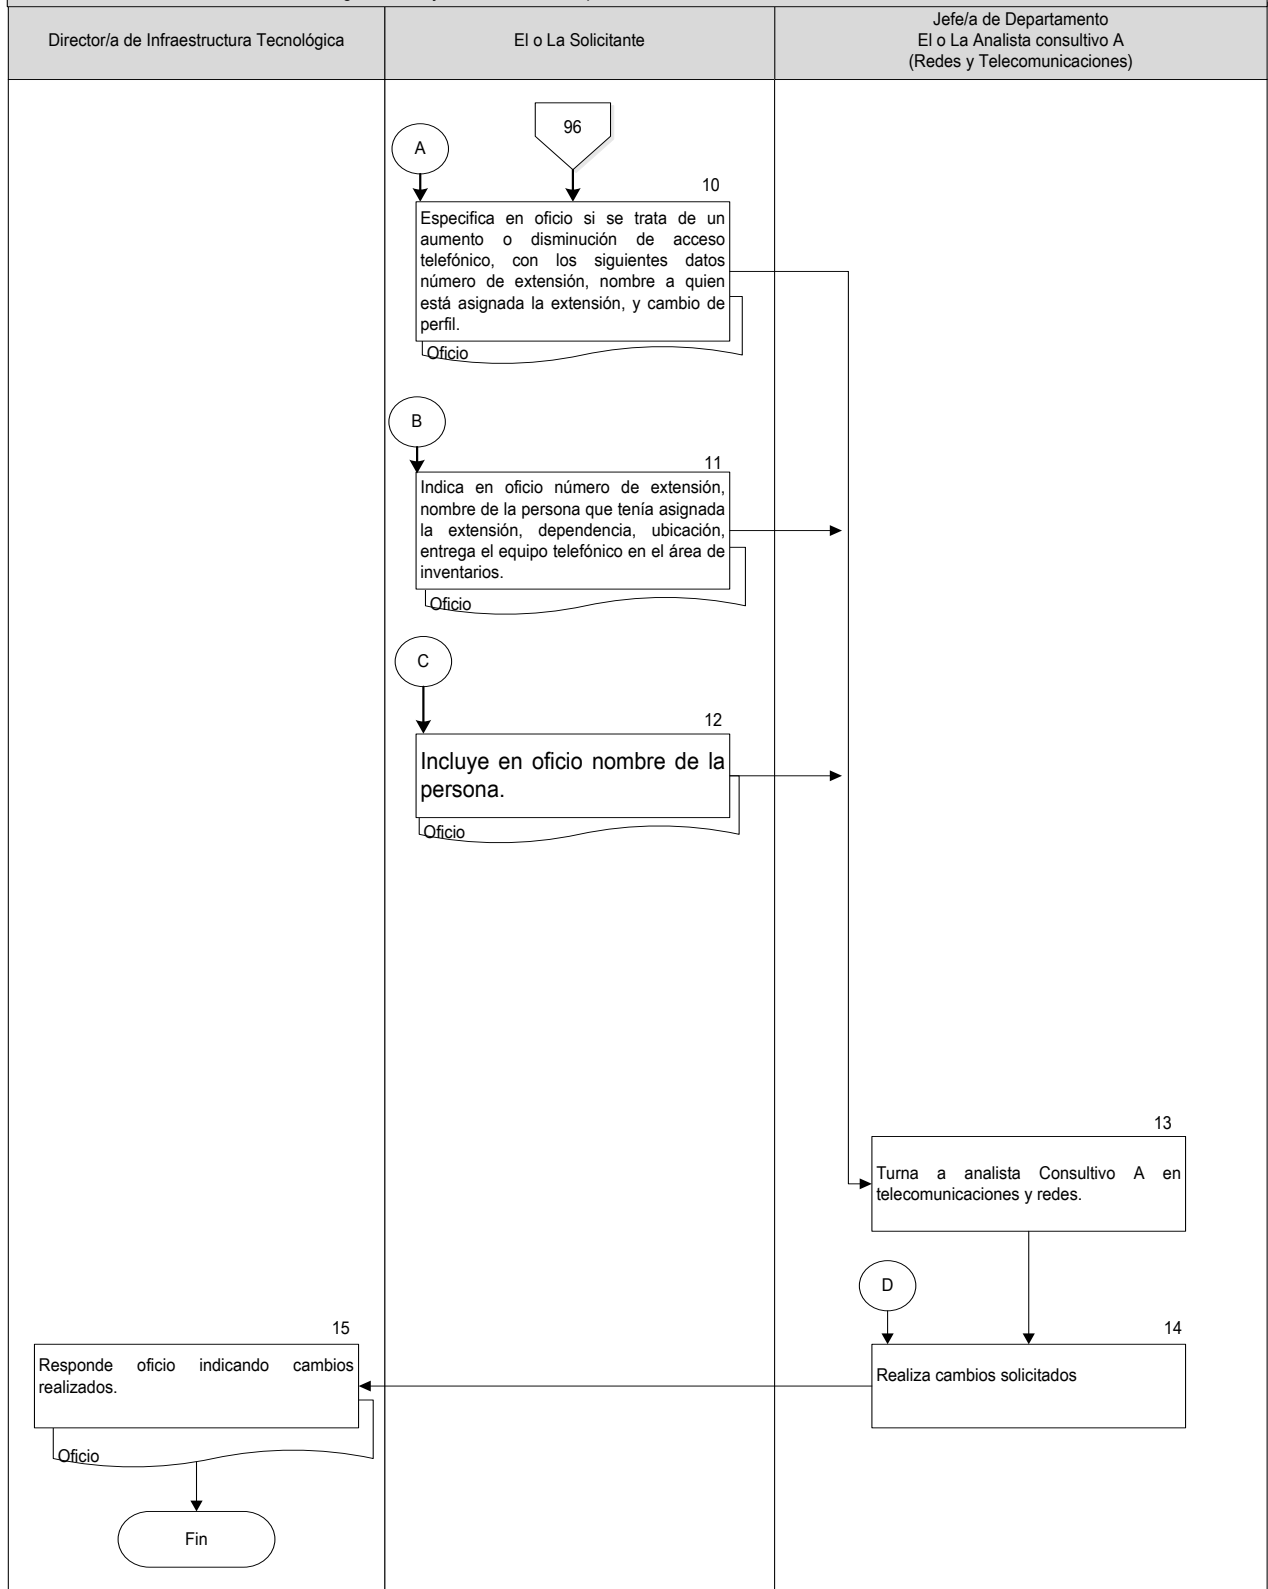 Director/a de Infraestructura Tecnológica
El o La Solicitante
Jefe/a de Departamento
El o La Analista consultivo A
(Redes y Telecomunicaciones)
96
A
10
Especifica en oficio si se trata de un
aumento o disminución de acceso
telefónico, con los siguientes datos
número de extensión, nombre a quien
está asignada la extensión, y cambio de
perfil.
Oficio
B
11
Indica en oficio número de extensión,
nombre de la persona que tenía asignada
la extensión, dependencia, ubicación,
entrega el equipo telefónico en el área de
inventarios.
Oficio
C
12
Incluye en oficio nombre de la
persona.
Oficio
13
Turna a analista Consultivo A en
telecomunicaciones y redes.
D
14
Realiza cambios solicitados
15
Responde oficio indicando cambios
realizados.
Oficio
Fin